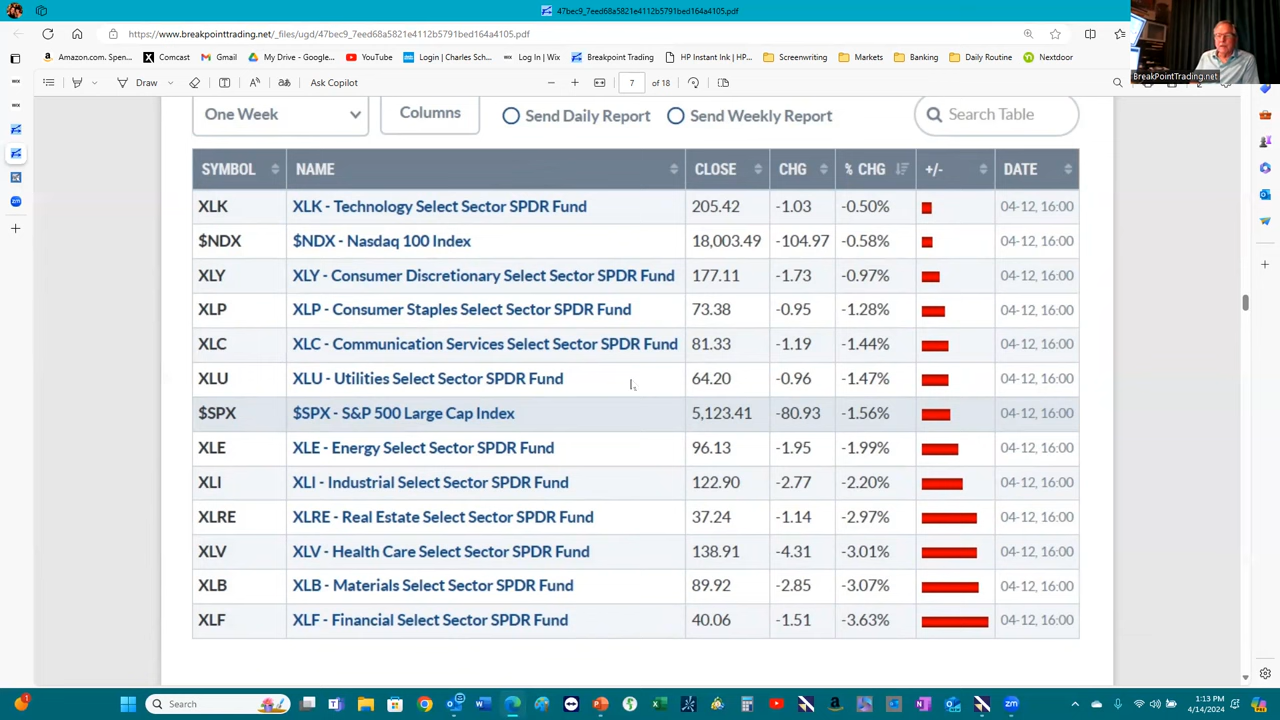 47bec9_7eed68a5821e4112b5791bed164a4105.pdf
https://www.breakpointtrading.net/_files/ugd/47bec9_7eed68a5821e4112b5791bed164a4105.pdf
Amazon.com. Spen... Comcast Gmail My Drive - Google... YouTube Login | Charles Sch... Log In | Wix Breakpoint Trading HP Instant Ink | HP... Screenwriting Markets Banking Daily Routine Nextdoor
BreakPointTrading.net
Draw Ask Copilot 7 of 18
One Week Columns Send Daily Report Send Weekly Report Search Table
SYMBOL NAME CLOSE CHG % CHG +/- DATE
XLK XLK - Technology Select Sector SPDR Fund 205.42 -1.03 -0.50% 04-12, 16:00
$NDX $NDX - Nasdaq 100 Index 18,003.49 -104.97 -0.58% 04-12, 16:00
XLY XLY - Consumer Discretionary Select Sector SPDR Fund 177.11 -1.73 -0.97% 04-12, 16:00
XLP XLP - Consumer Staples Select Sector SPDR Fund 73.38 -0.95 -1.28% 04-12, 16:00
XLC XLC - Communication Services Select Sector SPDR Fund 81.33 -1.19 -1.44% 04-12, 16:00
XLU XLU - Utilities Select Sector SPDR Fund 64.20 -0.96 -1.47% 04-12, 16:00
$SPX $SPX - S&P 500 Large Cap Index 5,123.41 -80.93 -1.56% 04-12, 16:00
XLE XLE - Energy Select Sector SPDR Fund 96.13 -1.95 -1.99% 04-12, 16:00
XLI XLI - Industrial Select Sector SPDR Fund 122.90 -2.77 -2.20% 04-12, 16:00
XLRE XLRE - Real Estate Select Sector SPDR Fund 37.24 -1.14 -2.97% 04-12, 16:00
XLV XLV - Health Care Select Sector SPDR Fund 138.91 -4.31 -3.01% 04-12, 16:00
XLB XLB - Materials Select Sector SPDR Fund 89.92 -2.85 -3.07% 04-12, 16:00
XLF XLF - Financial Select Sector SPDR Fund 40.06 -1.51 -3.63% 04-12, 16:00
Search 1:13 PM
4/14/2024